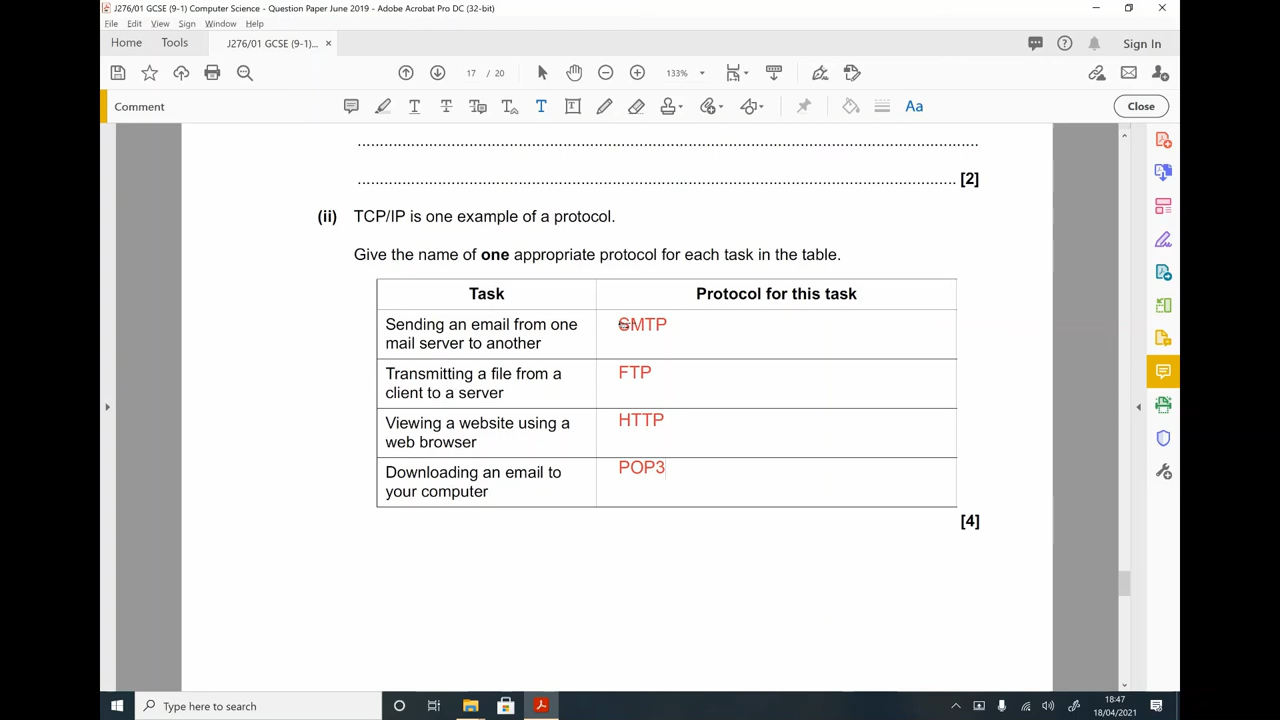 J276/01 GCSE (9-1) Computer Science - Question Paper June 2019 - Adobe Acrobat Pro DC (32-bit)
File Edit View Sign Window Help
Home Tools J276/01 GCSE (9-1)... × Sign In
17 / 20 133%
Comment Close
[2]
(ii) TCP/IP is one example of a protocol.
Give the name of one appropriate protocol for each task in the table.
Task Protocol for this task
Sending an email from one
mail server to another
SMTP
Transmitting a file from a
client to a server
FTP
Viewing a website using a
web browser
HTTP
Downloading an email to
your computer
POP3
[4]
Type here to search
18:47
18/04/2021